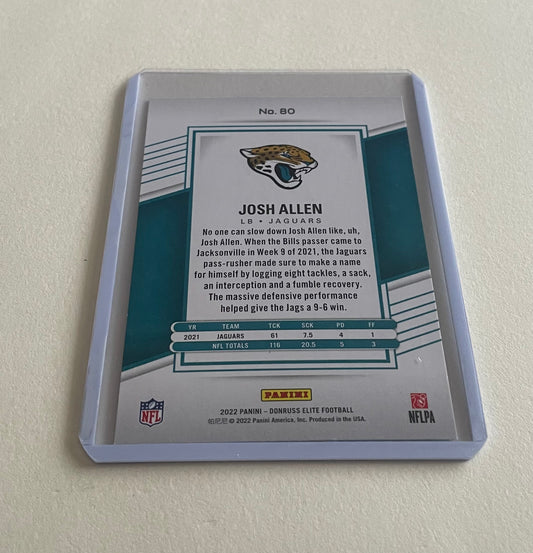 No. 80
JOSH ALLEN
LB • JAGUARS
No one can slow down Josh Allen like, uh,
Josh Allen. When the Bills passer came to
Jacksonville in Week 9 of 2021, the Jaguars
pass-rusher made sure to make a name
for himself by logging eight tackles, a sack,
an interception and a fumble recovery.
The massive defensive performance
helped give the Jags a 9-6 win.
YR TEAM TCK SCK PD FF
2021 JAGUARS 61 7.5 4 1
NFL TOTALS 116 20.5 5 3
PANINI
NFL
2022 PANINI - DONRUSS ELITE FOOTBALL
帕尼尼 © 2022 Panini America, Inc. Produced in the USA.
NFLPA